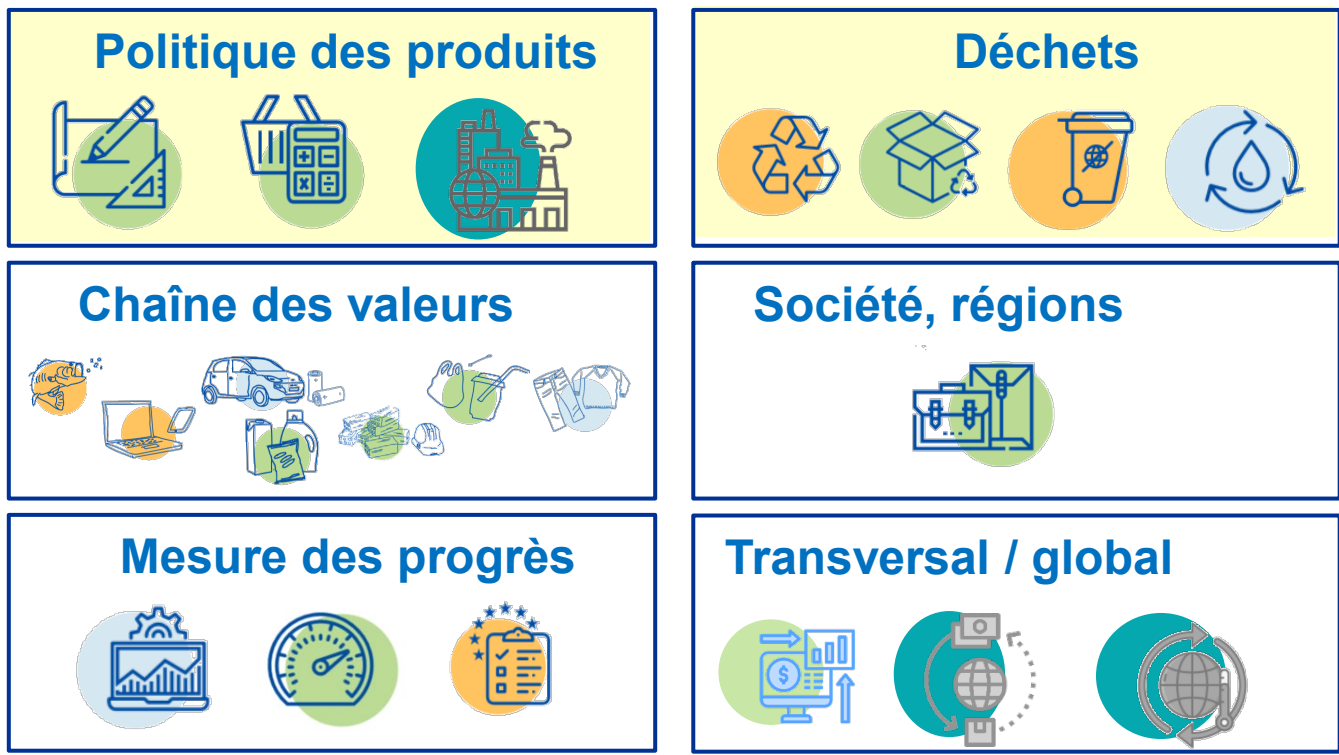 Politique des produits
Déchets
Chaîne des valeurs
Société, régions
Mesure des progrès
Transversal / global